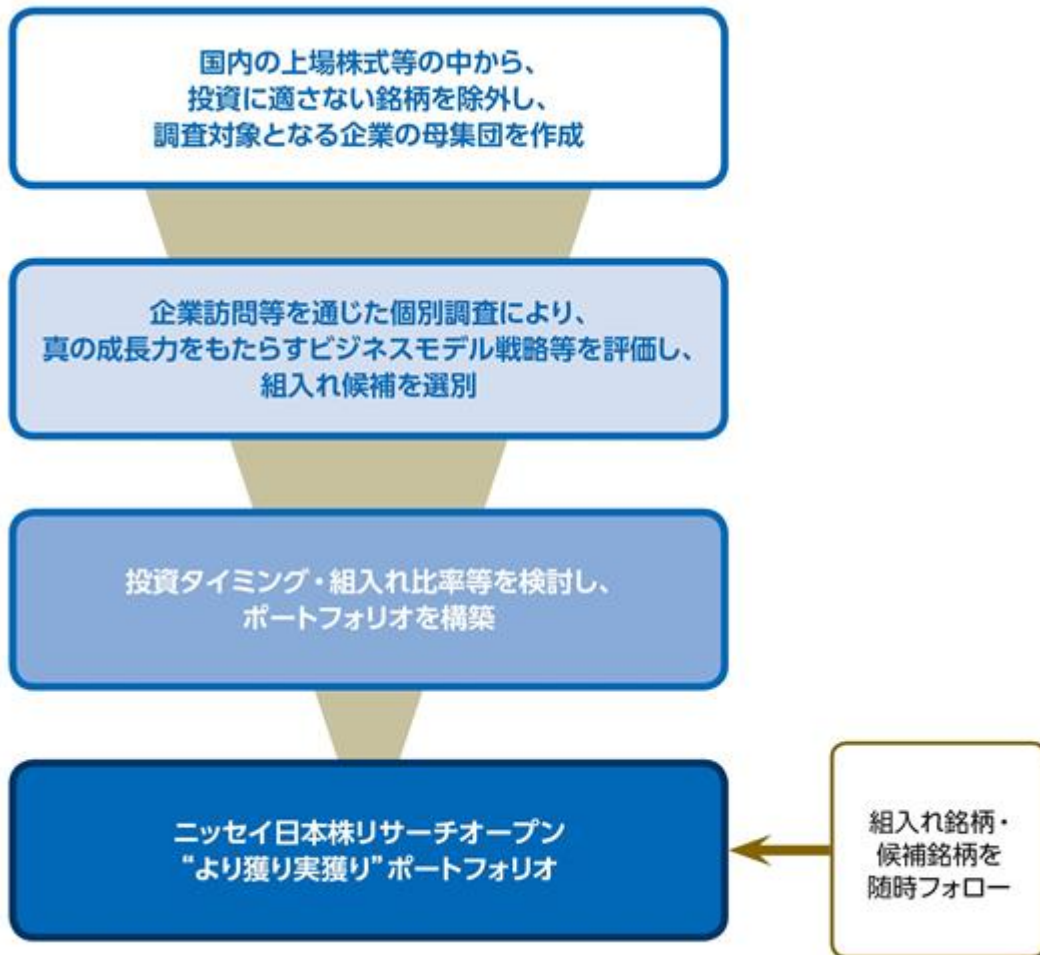 国内の上場株式等の中から、
投資に適さない銘柄を除外し、
調査対象となる企業の母集団を作成
企業訪問等を通じた個別調査により、
真の成長力をもたらすビジネスモデル戦略等を評価し、
組入れ候補を選別
投資タイミング・組入れ比率等を検討し、
ポートフォリオを構築
ニッセイ日本株リサーチオープン
“より獲り実獲り”ポートフォリオ
組入れ銘柄・
候補銘柄を
随時フォロー